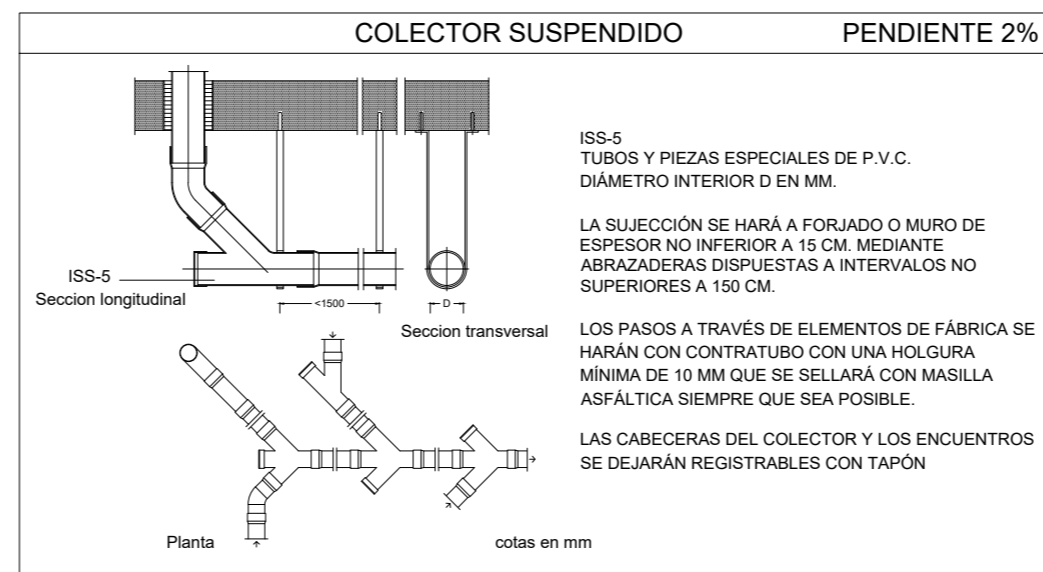 COLECTOR SUSPENDIDO PENDIENTE 2%
ISS-5
TUBOS Y PIEZAS ESPECIALES DE P.V.C.
DIÁMETRO INTERIOR D EN MM.
LA SUJECCIÓN SE HARÁ A FORJADO O MURO DE
ESPESOR NO INFERIOR A 15 CM. MEDIANTE
ABRAZADERAS DISPUESTAS A INTERVALOS NO
SUPERIORES A 150 CM.
LOS PASOS A TRAVÉS DE ELEMENTOS DE FÁBRICA SE
HARÁN CON CONTRATUBO CON UNA HOLGURA
MÍNIMA DE 10 MM QUE SE SELLARÁ CON MASILLA
ASFÁLTICA SIEMPRE QUE SEA POSIBLE.
LAS CABECERAS DEL COLECTOR Y LOS ENCUENTROS
SE DEJARÁN REGISTRABLES CON TAPÓN
ISS-5
Seccion longitudinal
<1500
D
Seccion transversal
Planta
cotas en mm